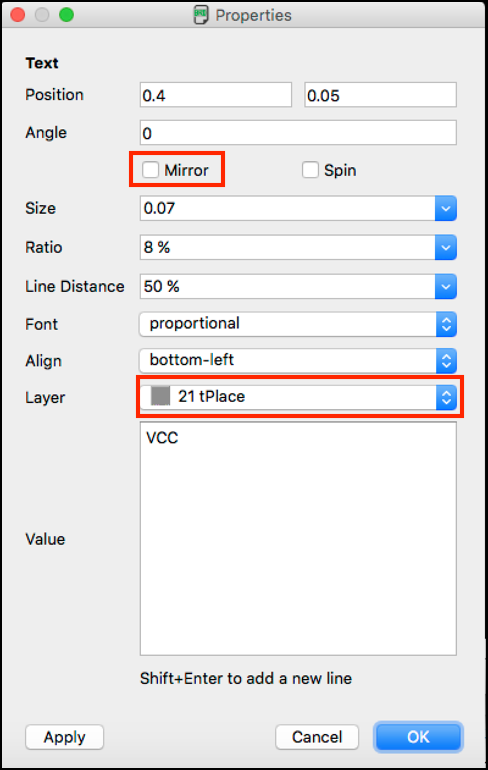 Properties
Text
Position 0.4 0.05
Angle 0
Mirror Spin
Size 0.07
Ratio 8 %
Line Distance 50 %
Font proportional
Align bottom-left
Layer 21 tPlace
VCC
Value
Shift+Enter to add a new line
Apply Cancel OK